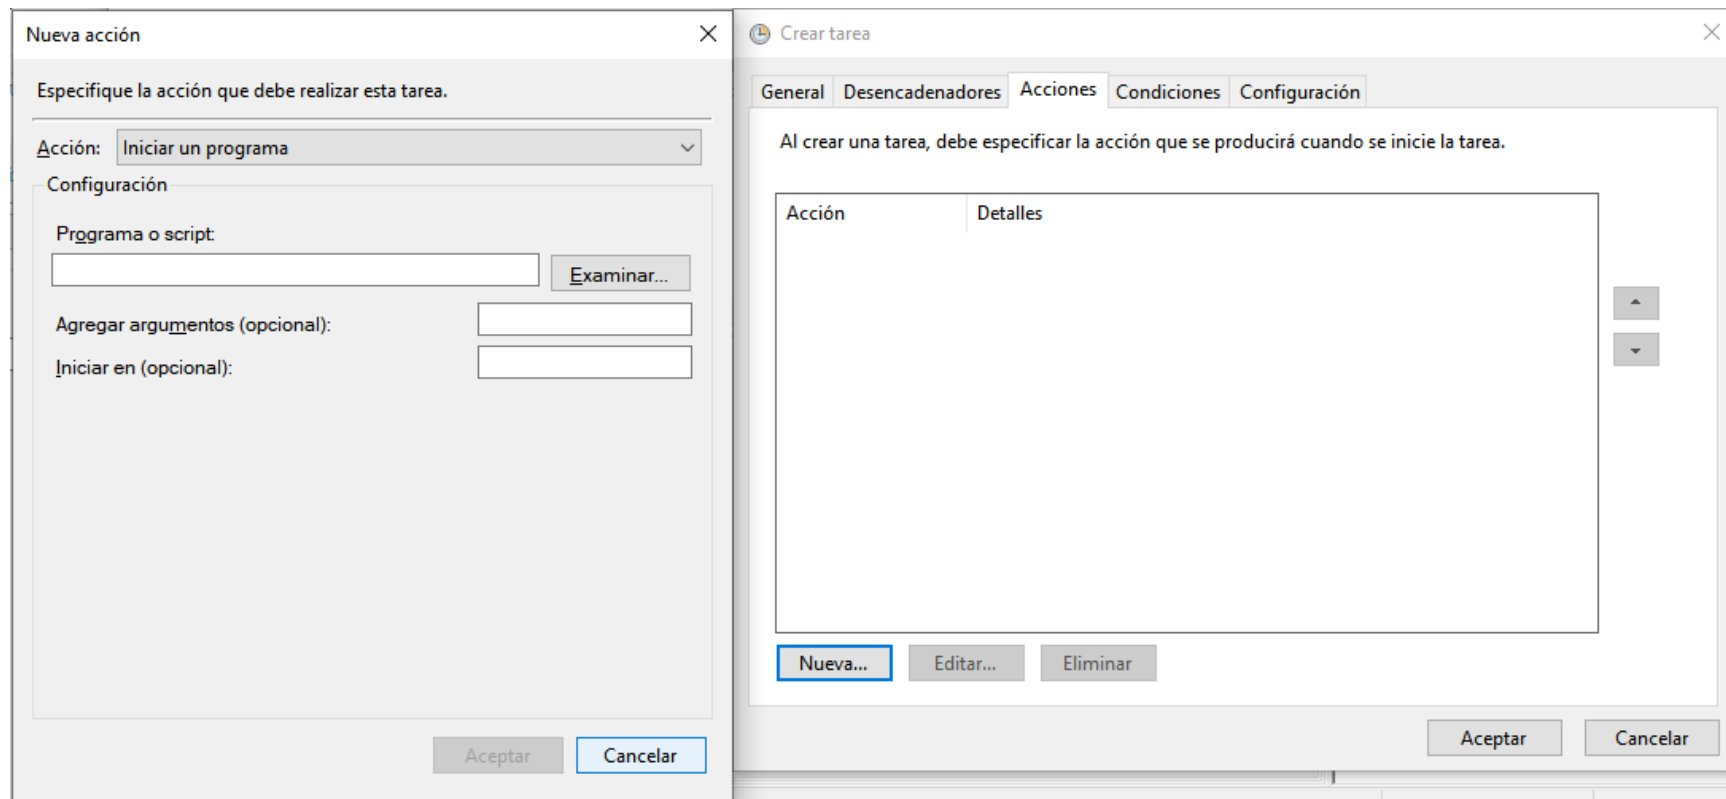 Nueva acción
Especifique la acción que debe realizar esta tarea.
Acción: Iniciar un programa
Configuración
Programa o script:
Examinar...
Agregar argumentos (opcional):
Iniciar en (opcional):
Aceptar Cancelar
Crear tarea
General Desencadenadores Acciones Condiciones Configuración
Al crear una tarea, debe especificar la acción que se producirá cuando se inicie la tarea.
Acción Detalles
Nueva... Editar... Eliminar
Aceptar Cancelar